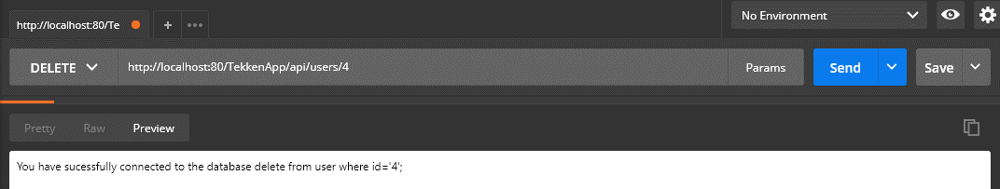 http://localhost:80/Te
No Environment
DELETE
http://localhost:80/TekkenApp/api/users/4
Params
Send
Save
Pretty
Raw
Preview
You have sucessfully connected to the database delete from user where id='4';